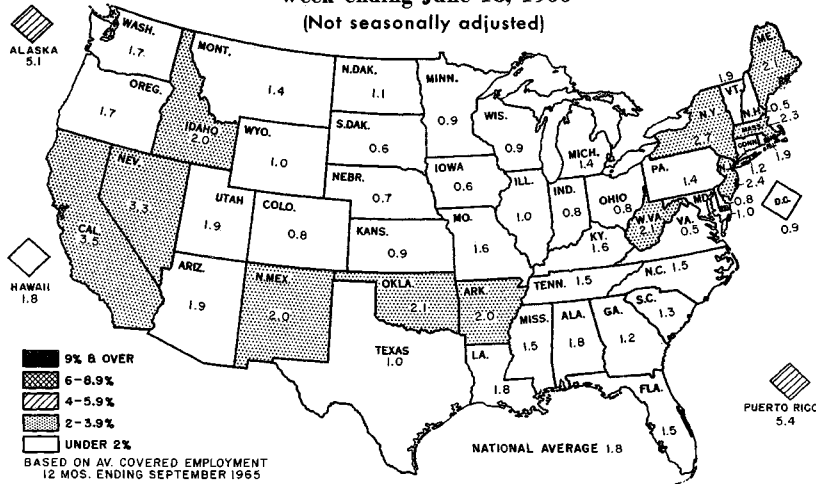 week ending June
(Not seasonally adjusted)
ALASKA
5.1
WASH.
1.7
OREG.
1.7
IDAHO
2.0
MONT.
1.4
N.DAK.
1.1
MINN.
0.9
WIS.
0.9
MICH.
1.4
N.Y.
2.7
VT.
1.9
N.H.
0.5
ME.
2.1
MASS.
2.3
CONN.
1.2
1.9
WYO.
1.0
S.DAK.
0.6
IOWA
0.6
NEBR.
0.7
ILL.
1.0
IND.
0.8
OHIO
0.8
PA.
1.4
N.J.
2.4
0.8
MD.
1.0
D.C.
0.9
CAL.
3.5
NEV.
3.3
UTAH
1.9
COLO.
0.8
KANS.
0.9
MO.
1.6
KY.
1.6
W.VA.
2.1
VA.
0.5
HAWAII
1.8
ARIZ.
1.9
N.MEX.
2.0
OKLA.
2.1
ARK.
2.0
TENN. 1.5
N.C. 1.5
S.C.
1.3
TEXAS
1.0
LA.
1.8
MISS.
1.5
ALA.
1.8
GA.
1.2
FLA.
1.5
PUERTO RICO
5.4
9% & OVER
6-8.9%
4-5.9%
2-3.9%
UNDER 2%
BASED ON AV. COVERED EMPLOYMENT
12 MOS. ENDING SEPTEMBER 1965
NATIONAL AVERAGE 1.8